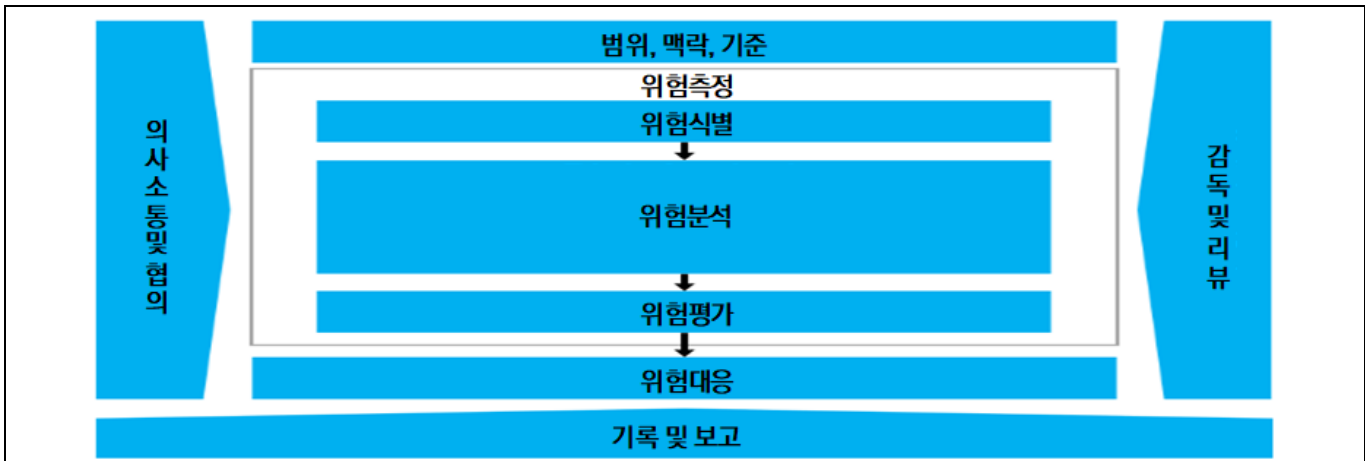 범위, 맥락, 기준
위험측정
위험식별
위험분석
위험평가
위험대응
의사소통및 협의
감독및 리뷰
기록 및 보고